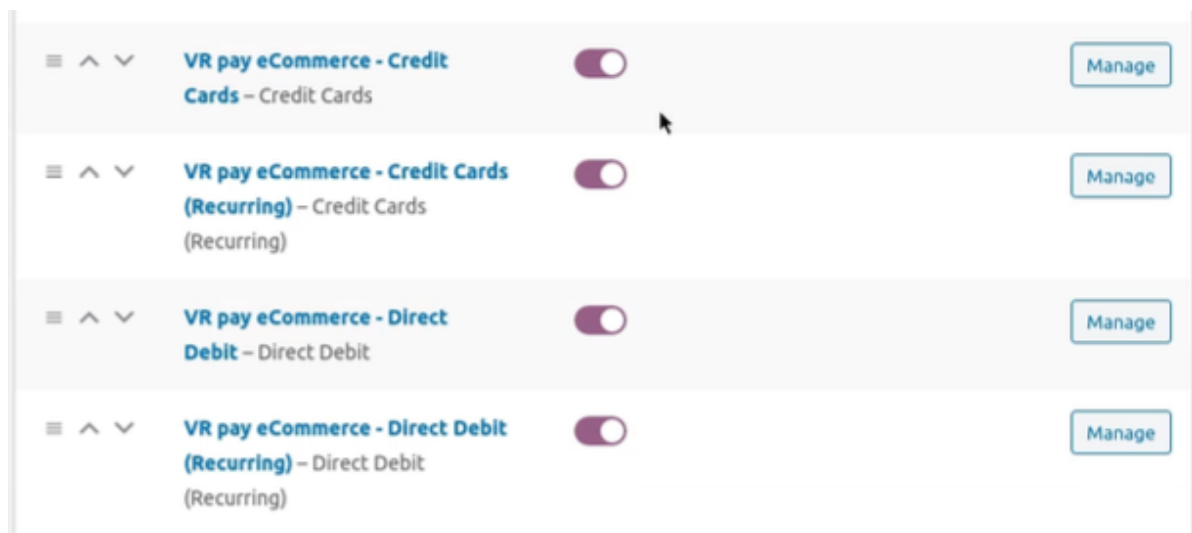 VR pay eCommerce - Credit
Cards – Credit Cards
Manage
VR pay eCommerce - Credit Cards
(Recurring) – Credit Cards
(Recurring)
Manage
VR pay eCommerce - Direct
Debit – Direct Debit
Manage
VR pay eCommerce - Direct Debit
(Recurring) – Direct Debit
(Recurring)
Manage